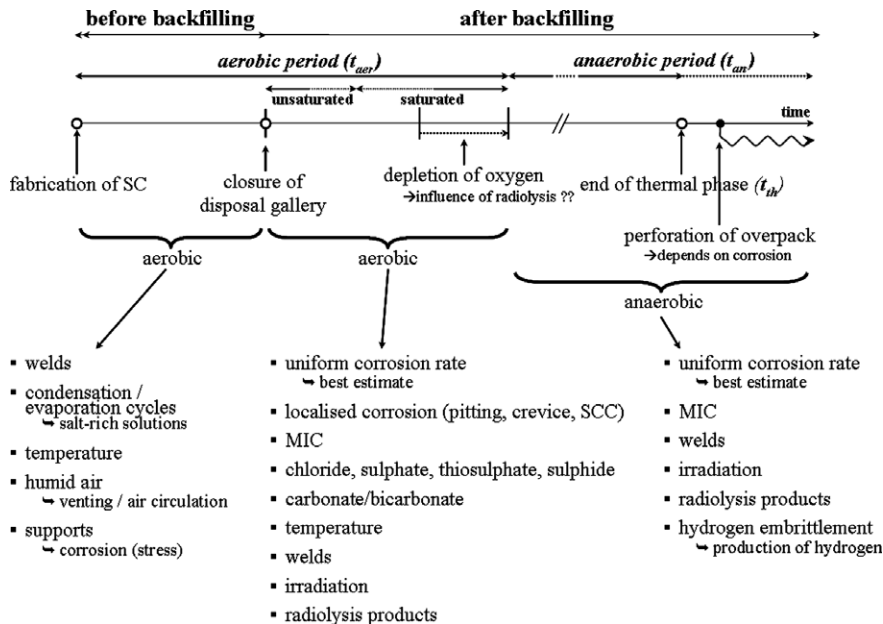 before backfilling
after backfilling
aerobic period (t_aer)
anaerobic period (t_an)
unsaturated
saturated
time
fabrication of SC
closure of
disposal gallery
depletion of oxygen
→influence of radiolysis ??
end of thermal phase (t_th)
perforation of overpack
→depends on corrosion
aerobic
aerobic
anaerobic
▪ welds
▪ condensation /
evaporation cycles
↳ salt-rich solutions
▪ temperature
▪ humid air
↳ venting / air circulation
▪ supports
↳ corrosion (stress)
▪ uniform corrosion rate
↳ best estimate
▪ localised corrosion (pitting, crevice, SCC)
▪ MIC
▪ chloride, sulphate, thiosulphate, sulphide
▪ carbonate/bicarbonate
▪ temperature
▪ welds
▪ irradiation
▪ radiolysis products
▪ uniform corrosion rate
↳ best estimate
▪ MIC
▪ welds
▪ irradiation
▪ radiolysis products
▪ hydrogen embrittlement
↳ production of hydrogen